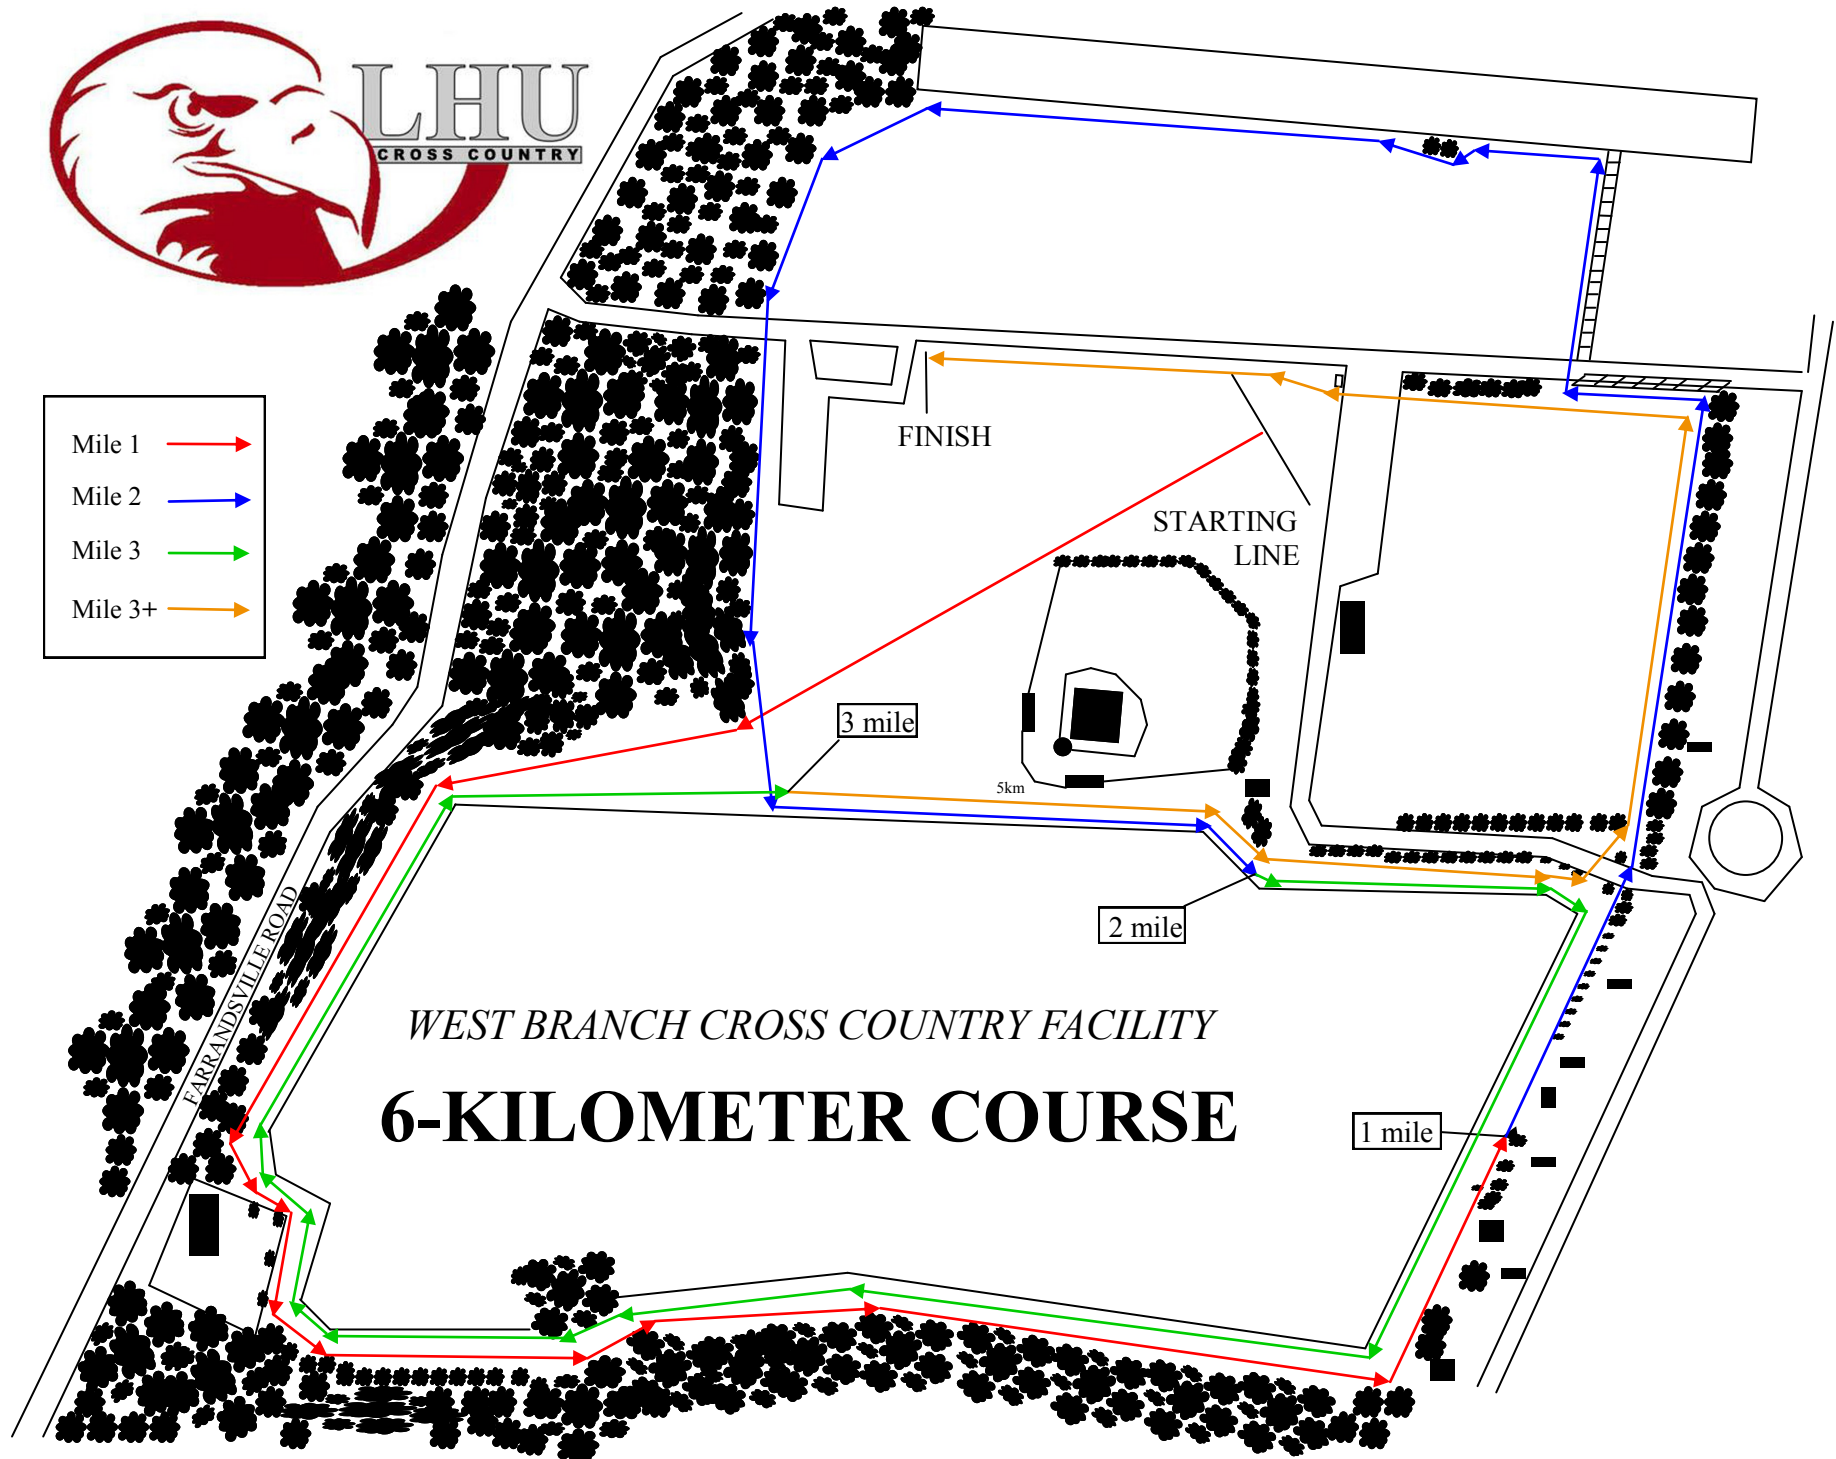 LHU
CROSS COUNTRY
Mile 1
Mile 2
Mile 3
Mile 3+
FINISH
STARTING
LINE
3 mile
5km
2 mile
FARRANDSVILLE ROAD
WEST BRANCH CROSS COUNTRY FACILITY
6-KILOMETER COURSE
1 mile